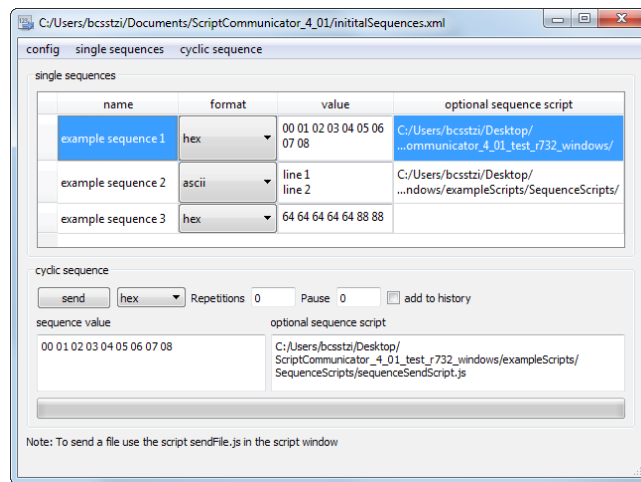 C:/Users/bcsstzi/Documents/ScriptCommunicator_4_01/inititalSequences.xml
config single sequences cyclic sequence
single sequences
name format value optional sequence script
example sequence 1 hex 00 01 02 03 04 05 06 C:/Users/bcsstzi/Desktop/
07 08 ...ommunicator_4_01_test_r732_windows/
example sequence 2 ascii line 1 C:/Users/bcsstzi/Desktop/
line 2 ...ndows/exampleScripts/SequenceScripts/
example sequence 3 hex 64 64 64 64 64 88 88
cyclic sequence
send hex Repetitions 0 Pause 0 add to history
sequence value optional sequence script
00 01 02 03 04 05 06 07 08 C:/Users/bcsstzi/Desktop/
ScriptCommunicator_4_01_test_r732_windows/exampleScripts/
SequenceScripts/sequenceSendScript.js
Note: To send a file use the script sendFile.js in the script window